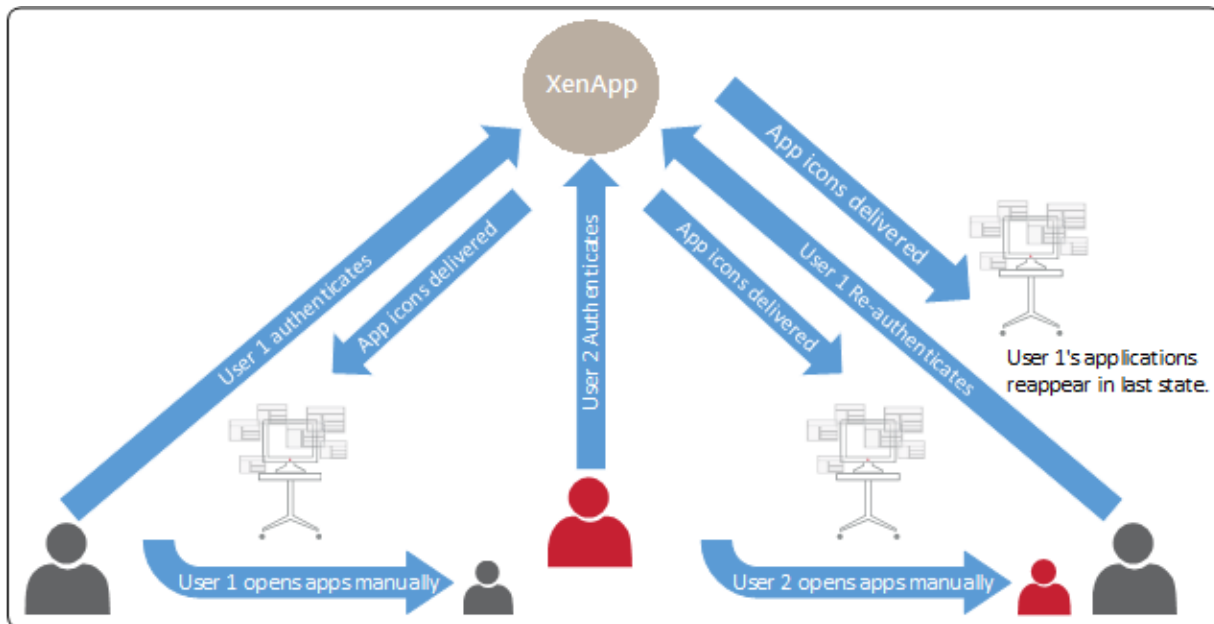 XenApp
User 1 authenticates
App icons delivered
User 2 Authenticates
App icons delivered
User 1 Re-authenticates
App icons delivered
User 1's applications
reappear in last state.
User 1 opens apps manually
User 2 opens apps manually